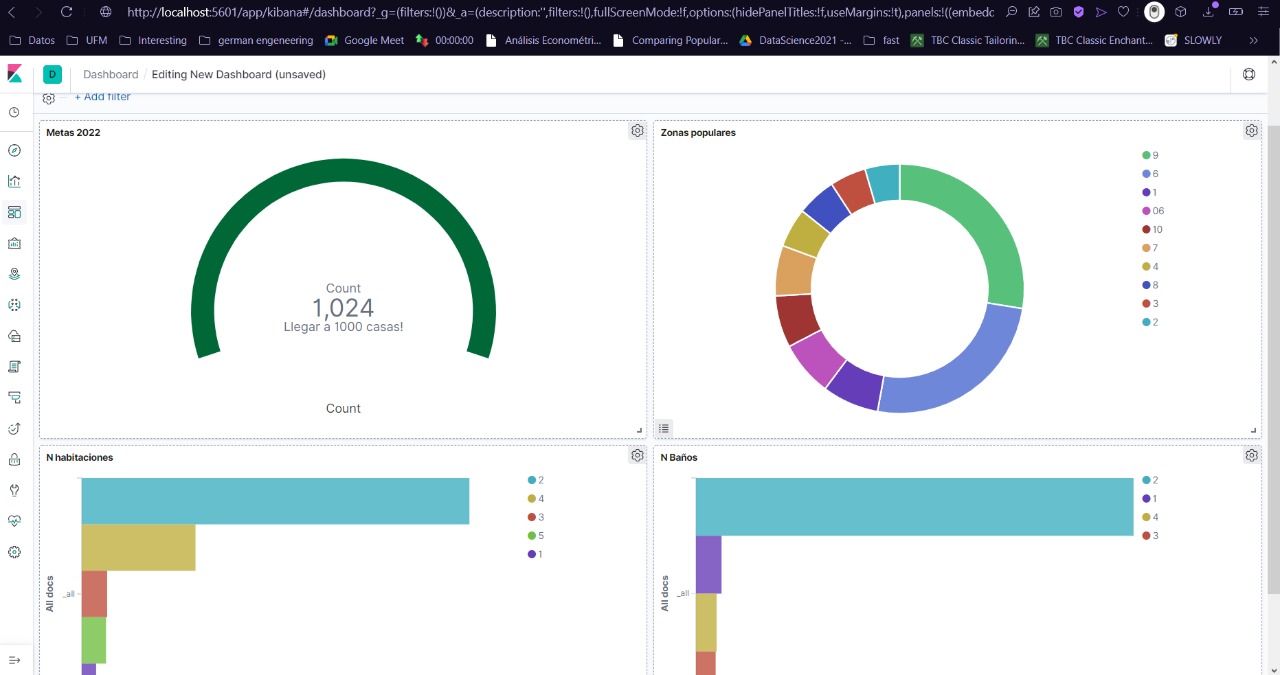 http://localhost:5601/app/kibana#/dashboard?_g=(filters:!())&_a=(description:'',filters:!(),fullScreenMode:!f,options:(hidePanelTitles:!f,useMargins:!t),panels:!((embedc
Datos UFM Interesting german engeneering Google Meet 00:00:00 Análisis Econométri... Comparing Popular... DataScience2021 -... fast TBC Classic Tailorin... TBC Classic Enchant... SLOWLY »
D Dashboard / Editing New Dashboard (unsaved)
+ Add filter
Metas 2022
Count
1,024
Llegar a 1000 casas!
Count
Zonas populares
9
6
1
06
10
7
4
8
3
2
N habitaciones
All docs
_all
2
4
3
5
1
N Baños
All docs
_all
2
1
4
3